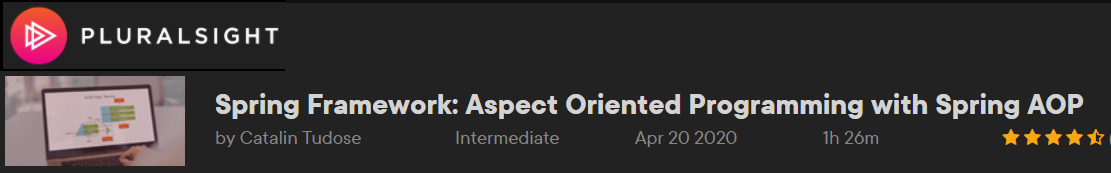 PLURALSIGHT
Spring Framework: Aspect Oriented Programming with Spring AOP
by Catalin Tudose Intermediate Apr 20 2020 1h 26m